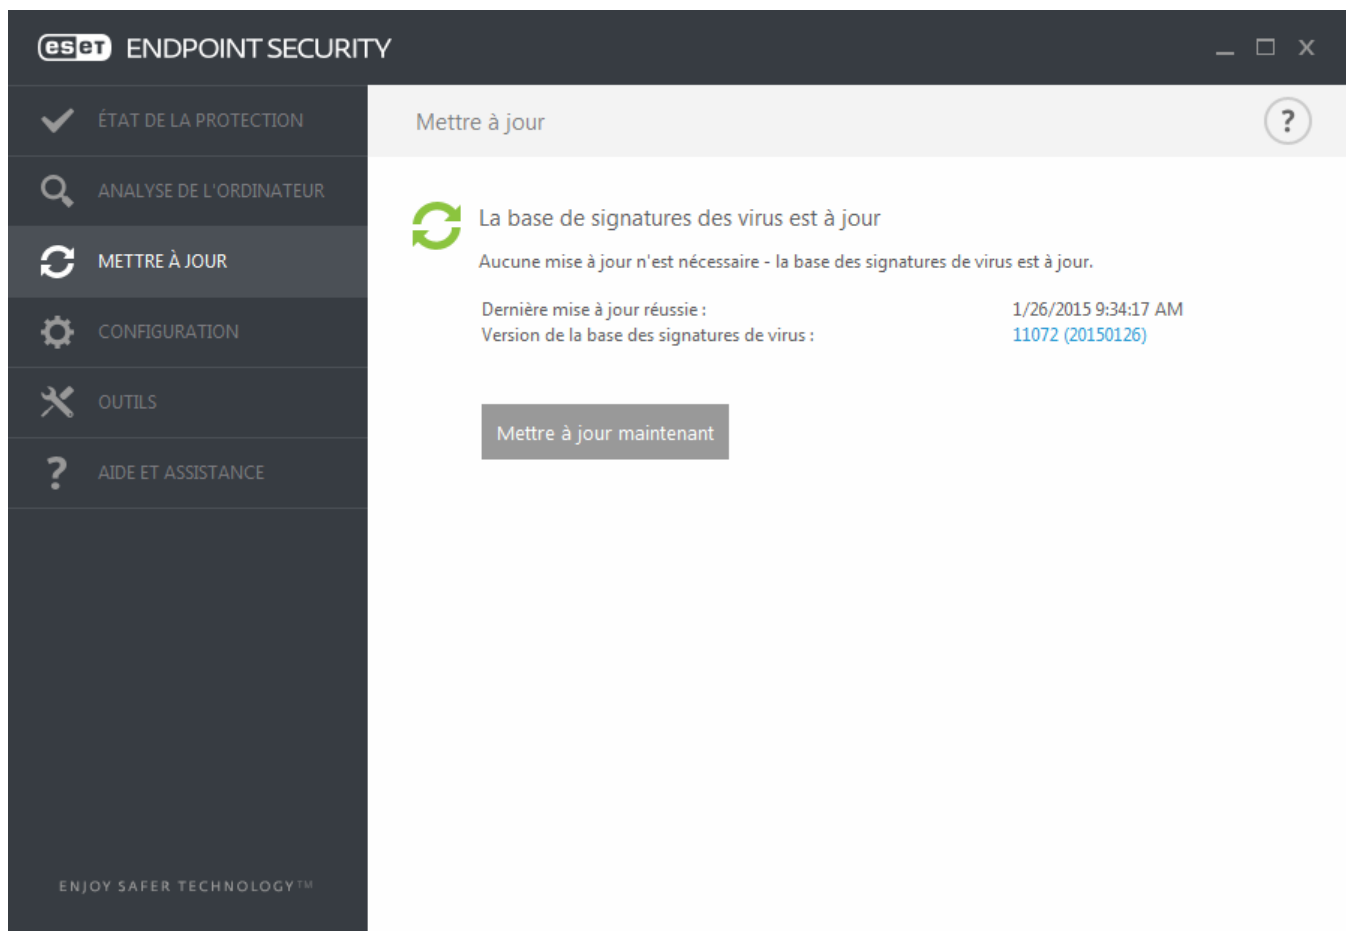 eset ENDPOINT SECURITY
ÉTAT DE LA PROTECTION
ANALYSE DE L'ORDINATEUR
METTRE À JOUR
CONFIGURATION
OUTILS
? AIDE ET ASSISTANCE
ENJOY SAFER TECHNOLOGY™
Mettre à jour ?
La base de signatures des virus est à jour
Aucune mise à jour n'est nécessaire - la base des signatures de virus est à jour.
Dernière mise à jour réussie : 1/26/2015 9:34:17 AM
Version de la base des signatures de virus : 11072 (20150126)
Mettre à jour maintenant